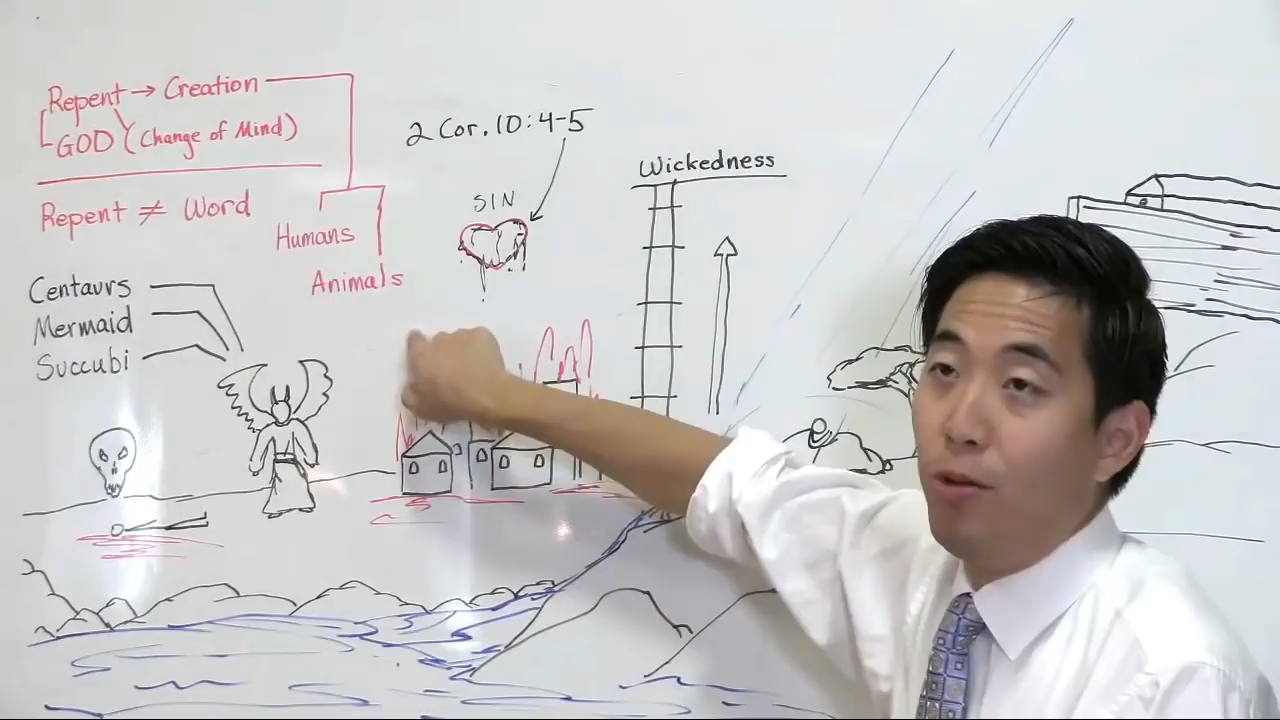 Repent → Creation
GOD (Change of Mind)
Repent ≠ Word
Humans
Animals
Centaurs
Mermaid
Succubi
2 Cor. 10:4-5
SIN
Wickedness